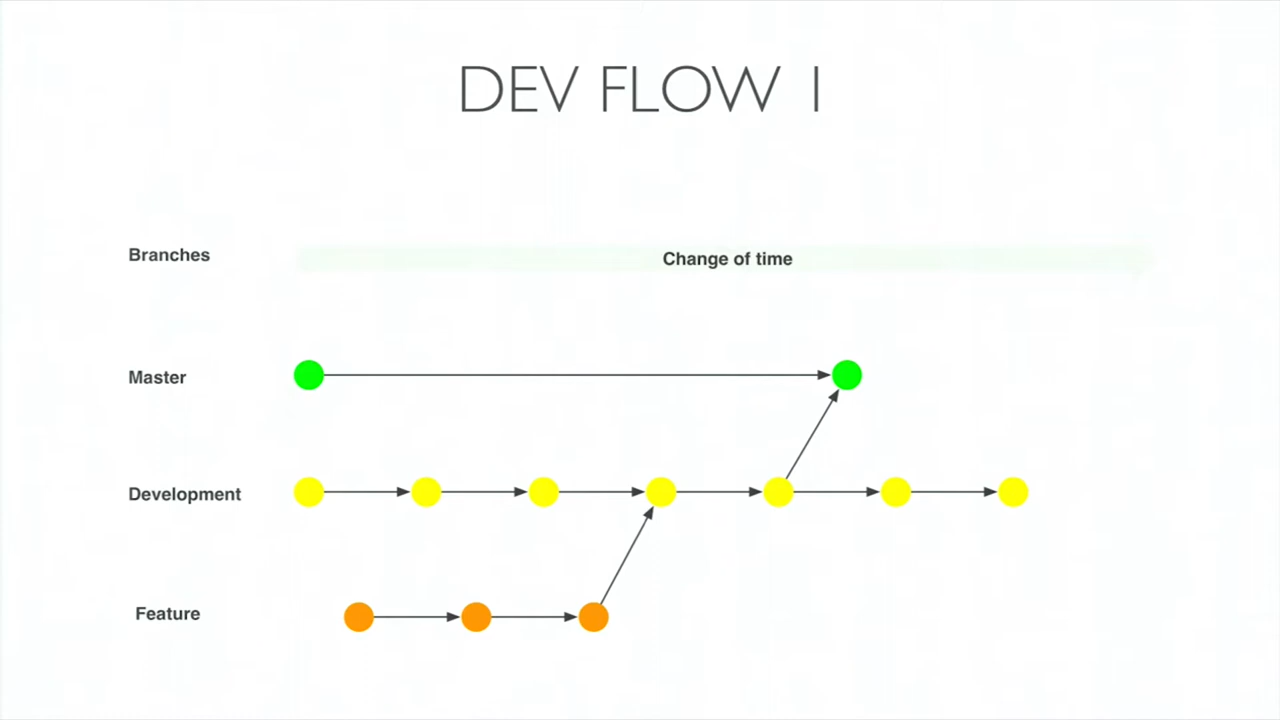 DEV FLOW I
Branches
Change of time
Master
Development
Feature